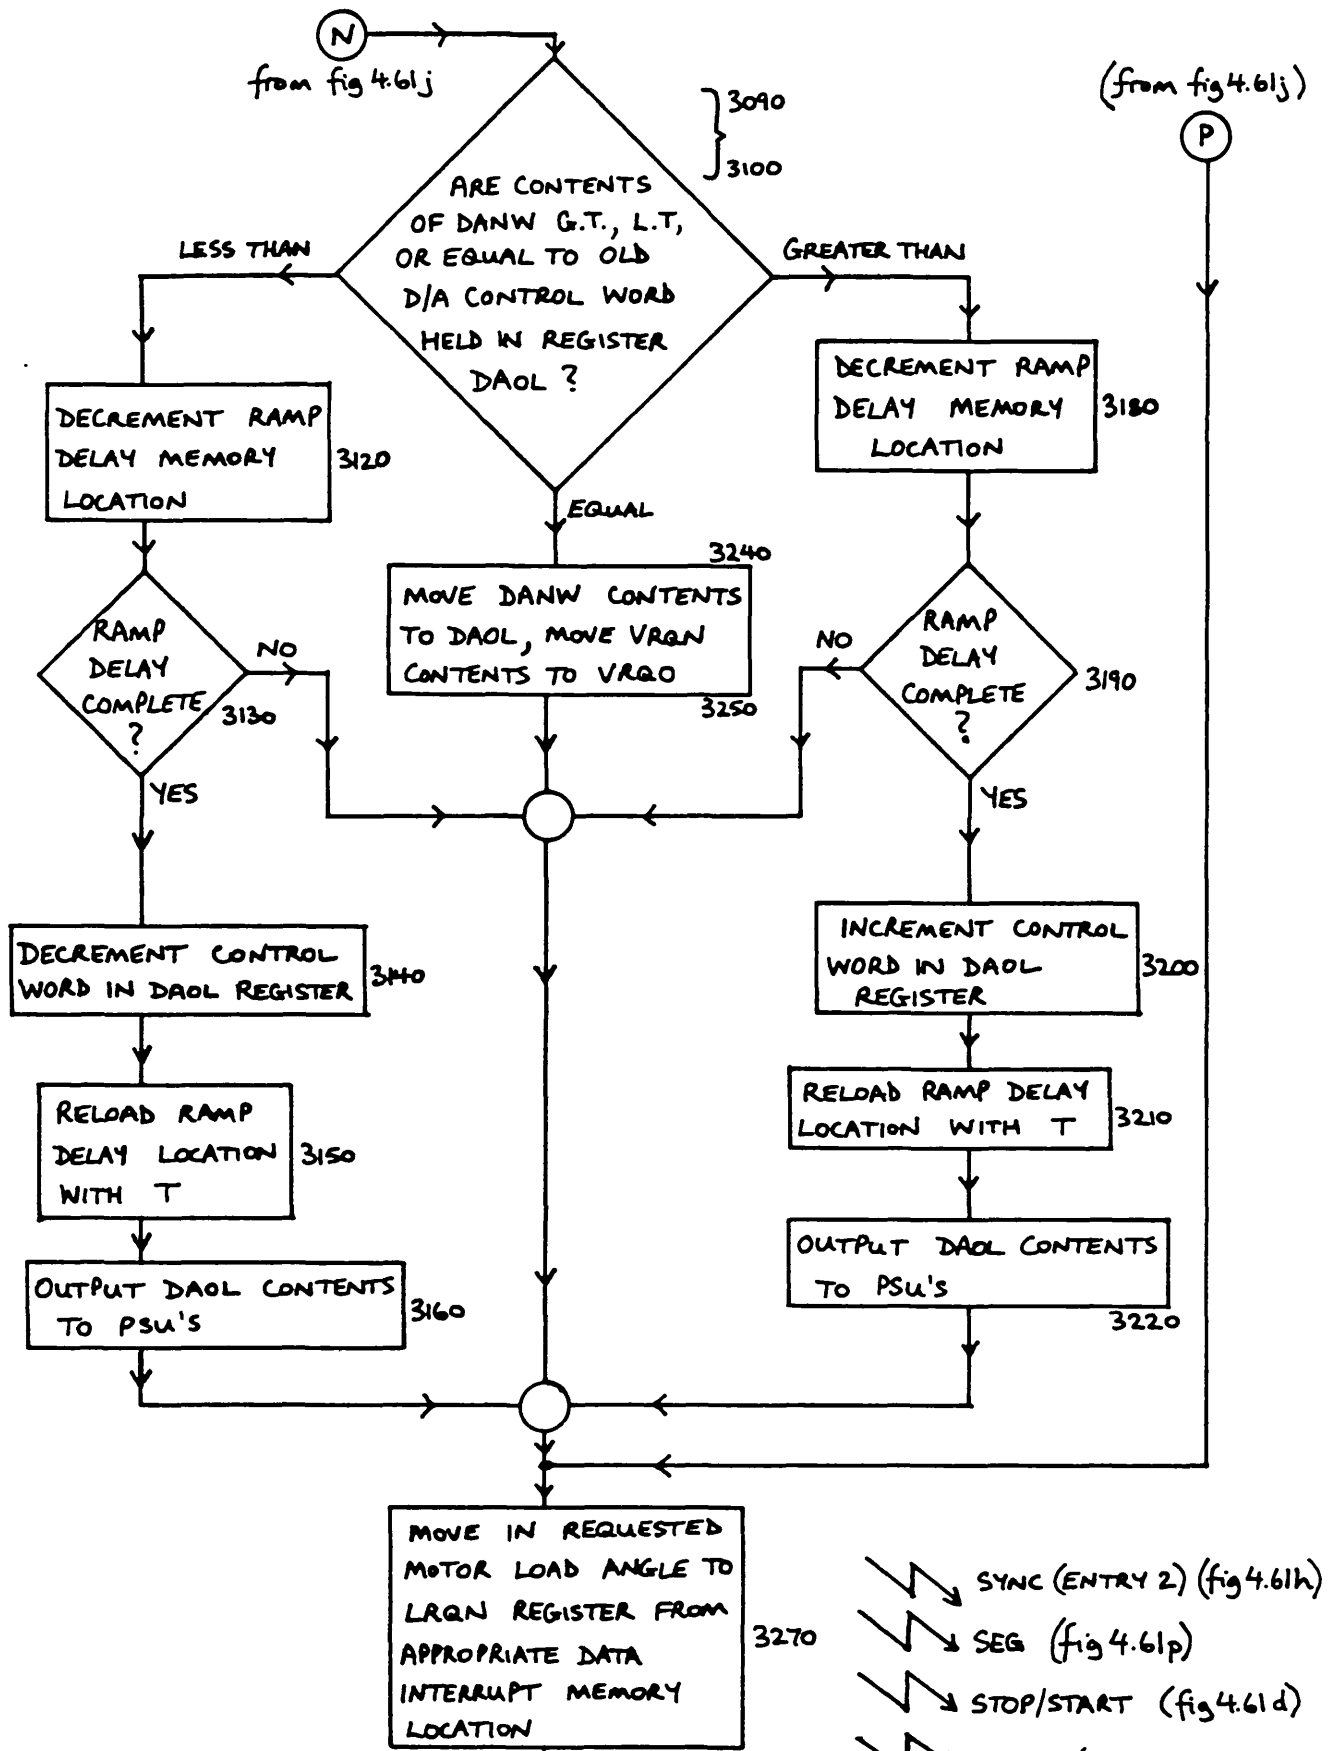 N
from fig 4.61j
(from fig 4.61j)
P
3090
3100
ARE CONTENTS
OF DANW G.T., L.T,
OR EQUAL TO OLD
D/A CONTROL WORD
HELD IN REGISTER
DAOL ?
LESS THAN
GREATER THAN
EQUAL
DECREMENT RAMP
DELAY MEMORY
LOCATION
3120
DECREMENT RAMP
DELAY MEMORY
LOCATION
3180
3240
MOVE DANW CONTENTS
TO DAOL, MOVE VRQN
CONTENTS TO VRQO
3250
RAMP
DELAY
COMPLETE
?
3130
NO
YES
RAMP
DELAY
COMPLETE
?
3190
NO
YES
DECREMENT CONTROL
WORD IN DAOL REGISTER
3140
INCREMENT CONTROL
WORD IN DAOL
REGISTER
3200
RELOAD RAMP
DELAY LOCATION
WITH T
3150
RELOAD RAMP DELAY
LOCATION WITH T
3210
OUTPUT DAOL CONTENTS
TO PSU'S
3160
OUTPUT DAOL CONTENTS
TO PSU'S
3220
MOVE IN REQUESTED
MOTOR LOAD ANGLE TO
LRQN REGISTER FROM
APPROPRIATE DATA
INTERRUPT MEMORY
LOCATION
3270
SYNC (ENTRY 2) (fig 4.61h)
SEG (fig 4.61p)
STOP/START (fig 4.61d)